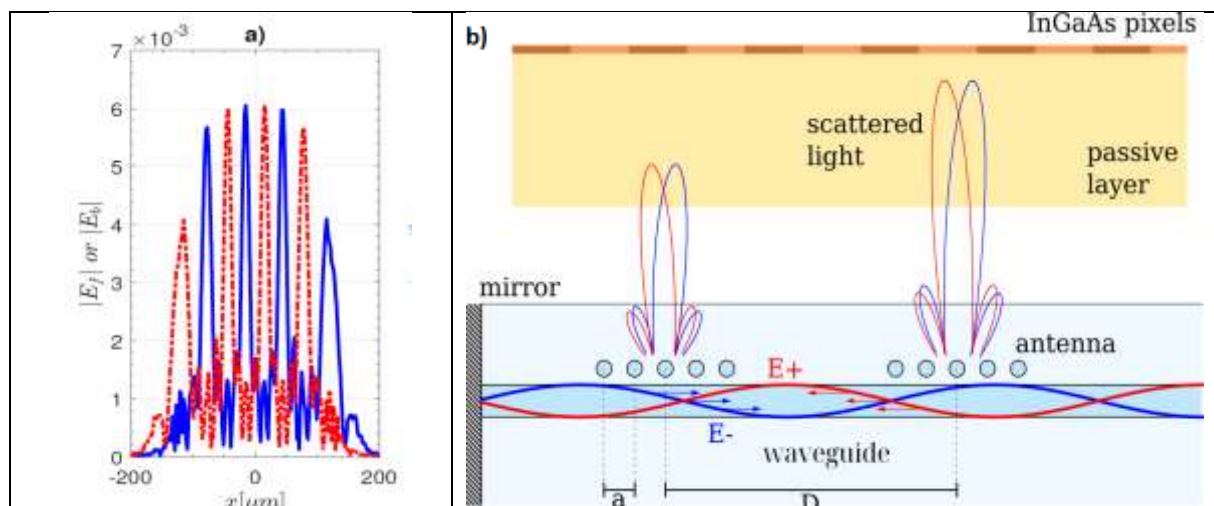 ×10⁻³
a)
7
6
5
4
3
2
1
0
|E_f| or |E_b|
-200
0
200
x[μm]
b)
InGaAs pixels
scattered
light
passive
layer
mirror
antenna
E+
E-
waveguide
a
D